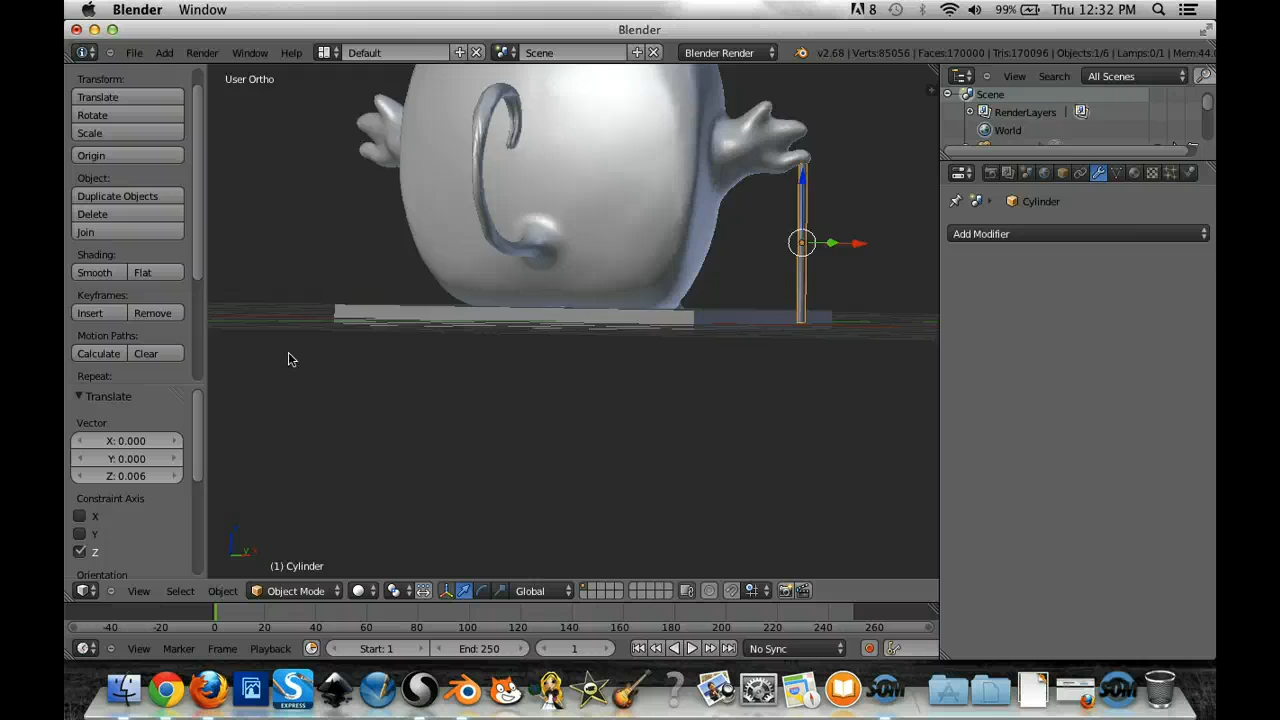 Blender Window 8 99% Thu 12:32 PM
Blender
File Add Render Window Help Default Scene Blender Render v2.68 | Verts:85056 | Faces:170000 | Tris:170096 | Objects:1/6 | Lamps:0/1 | Mem:44.
Transform:
Translate
Rotate
Scale
Origin
Object:
Duplicate Objects
Delete
Join
Shading:
Smooth Flat
Keyframes:
Insert Remove
Motion Paths:
Calculate Clear
Repeat:
Translate
Vector
X: 0.000
Y: 0.000
Z: 0.006
Constraint Axis
X
Y
Z
Orientation
User Ortho
(1) Cylinder
View Search All Scenes
Scene
RenderLayers
World
Cylinder
Add Modifier
View Select Object Object Mode Global
-40 -20 0 20 40 60 80 100 120 140 160 180 200 220 240 260
View Marker Frame Playback Start: 1 End: 250 1 No Sync
EXPRESS
SOM
SOM